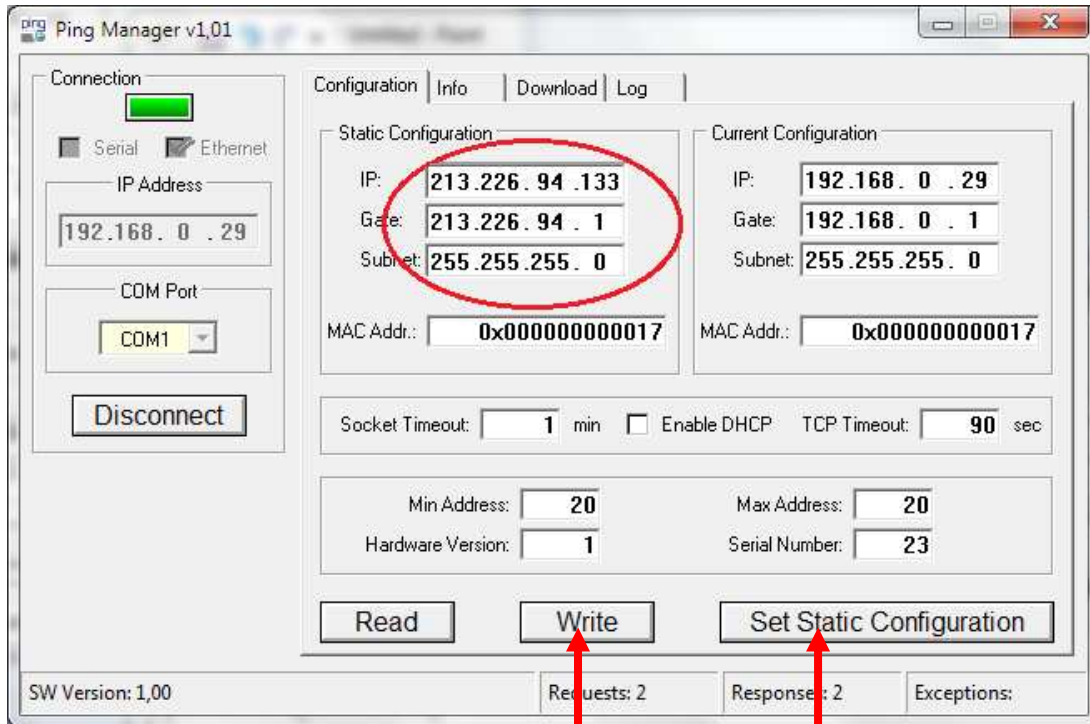 ping
Ping Manager v1,01
Connection
Serial Ethernet
IP Address
192.168. 0 .29
COM Port
COM1
Disconnect
Configuration Info Download Log
Static Configuration
IP: 213.226. 94 .133
Gate: 213.226. 94 . 1
Subnet: 255.255.255. 0
MAC Addr.: 0x000000000017
Current Configuration
IP: 192.168. 0 .29
Gate: 192.168. 0 . 1
Subnet: 255.255.255. 0
MAC Addr.: 0x000000000017
Socket Timeout: 1 min Enable DHCP TCP Timeout: 90 sec
Min Address: 20 Max Address: 20
Hardware Version: 1 Serial Number: 23
Read Write Set Static Configuration
SW Version: 1,00 Requests: 2 Responses: 2 Exceptions: